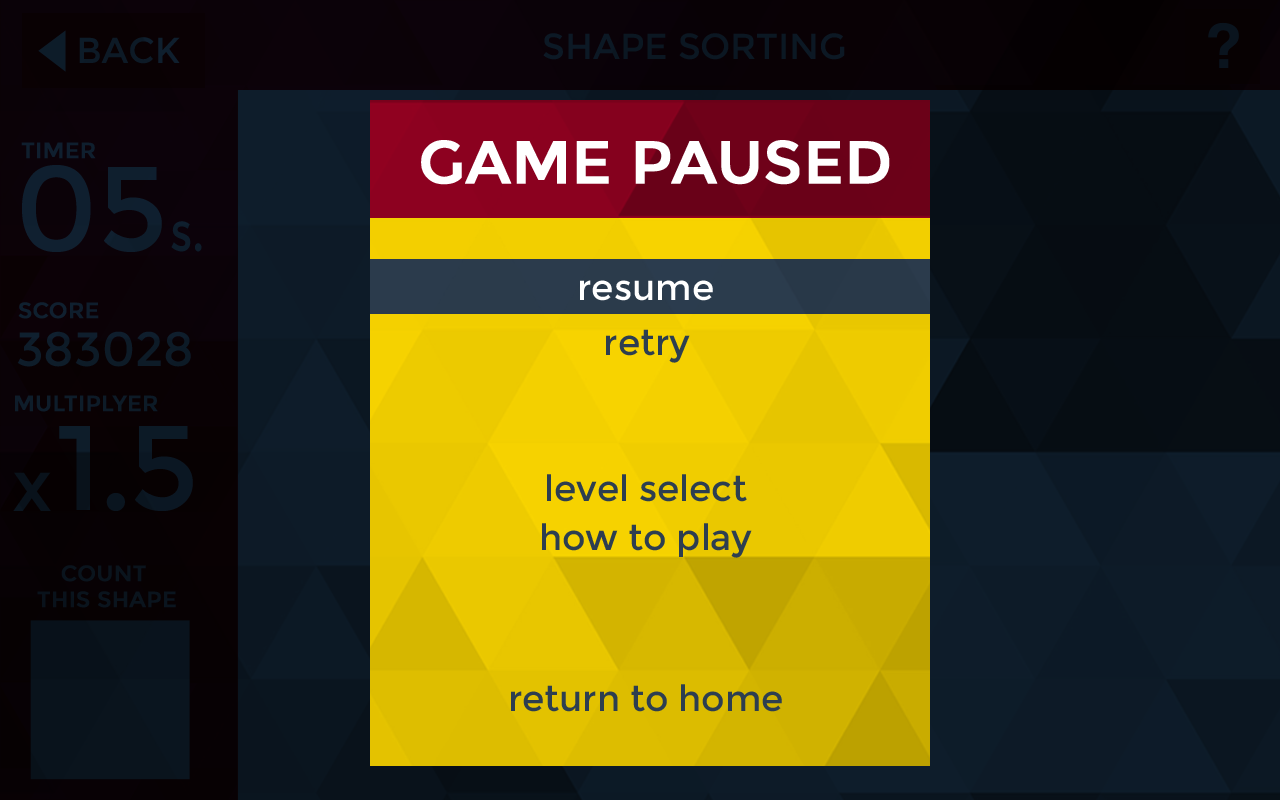 BACK
SHAPE SORTING
?
TIMER
05 s.
SCORE
383028
MULTIPLYER
x1.5
COUNT
THIS SHAPE
GAME PAUSED
resume
retry
level select
how to play
return to home